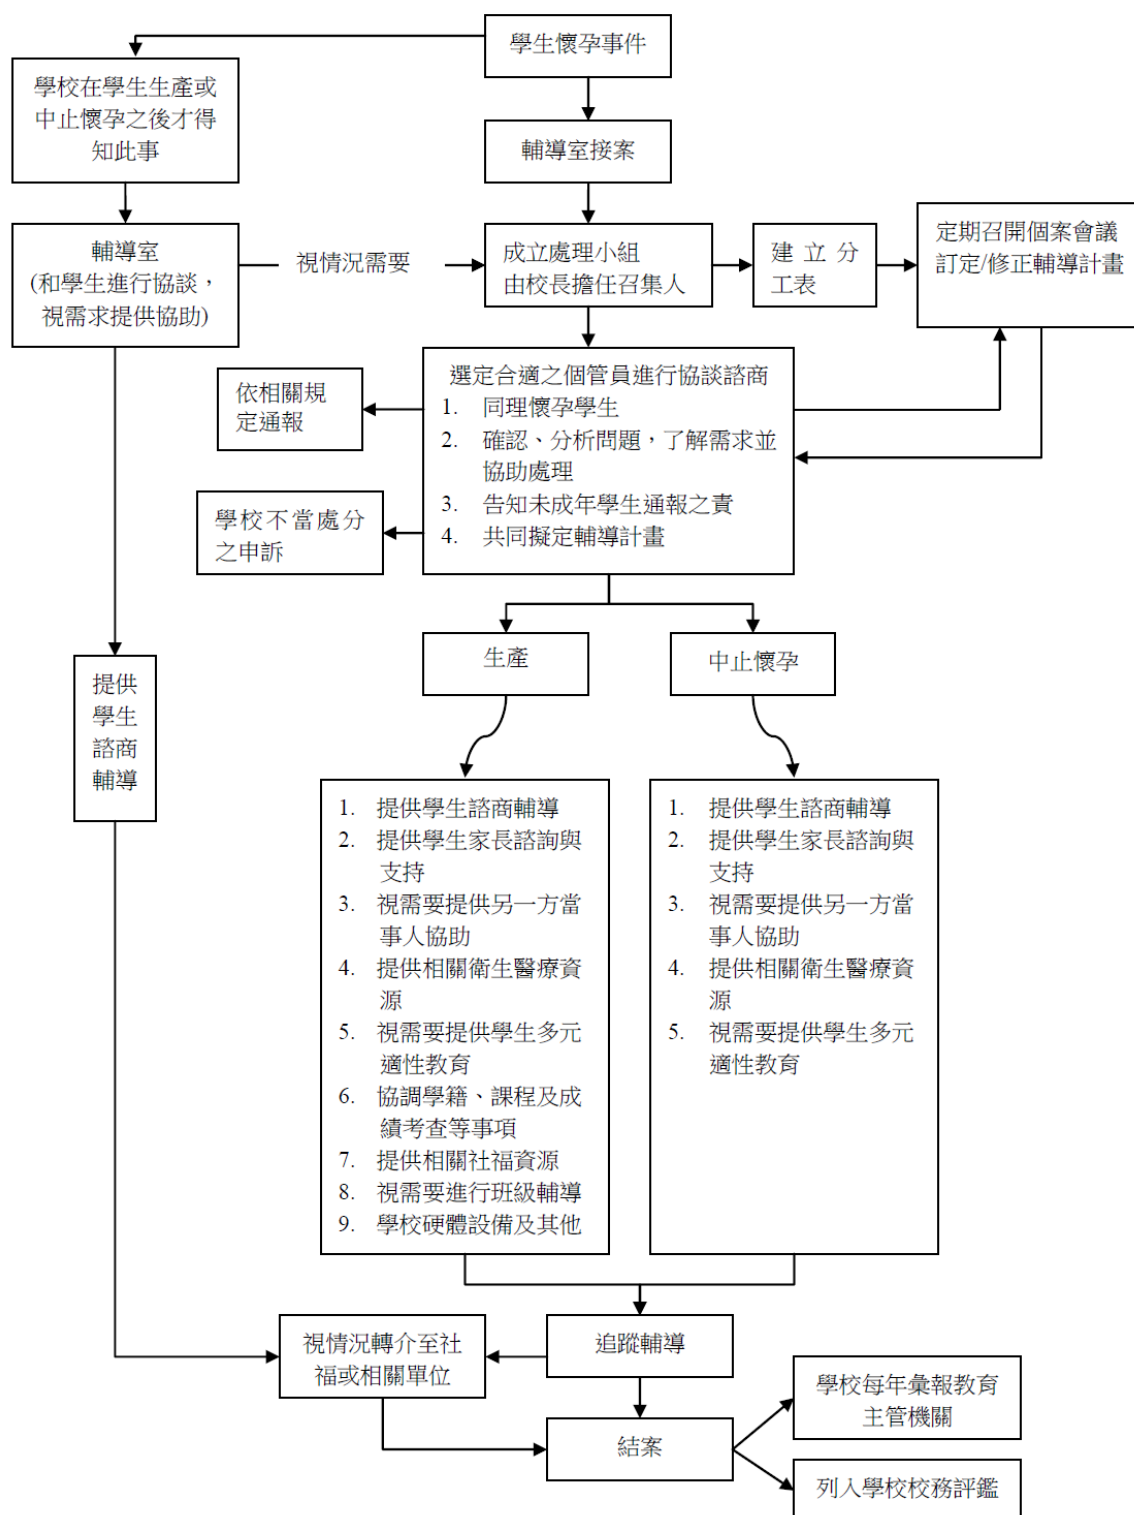 學生懷孕事件
學校在學生生產或
中止懷孕之後才得
知此事
輔導室接案
輔導室
(和學生進行協談，
視需求提供協助)
視情況需要
成立處理小組
由校長擔任召集人
建立分
工表
定期召開個案會議
訂定/修正輔導計畫
依相關規
定通報
學校不當處分
之申訴
選定合適之個管員進行協談諮商
1. 同理懷孕學生
2. 確認、分析問題，了解需求並
協助處理
3. 告知未成年學生通報之責
4. 共同擬定輔導計畫
生產
中止懷孕
提供
學生
諮商
輔導
1. 提供學生諮商輔導
2. 提供學生家長諮詢與
支持
3. 視需要提供另一方當
事人協助
4. 提供相關衛生醫療資
源
5. 視需要提供學生多元
適性教育
6. 協調學籍、課程及成
績考查等事項
7. 提供相關社福資源
8. 視需要進行班級輔導
9. 學校硬體設備及其他
1. 提供學生諮商輔導
2. 提供學生家長諮詢與
支持
3. 視需要提供另一方當
事人協助
4. 提供相關衛生醫療資
源
5. 視需要提供學生多元
適性教育
視情況轉介至社
福或相關單位
追蹤輔導
結案
學校每年彙報教育
主管機關
列入學校校務評鑑